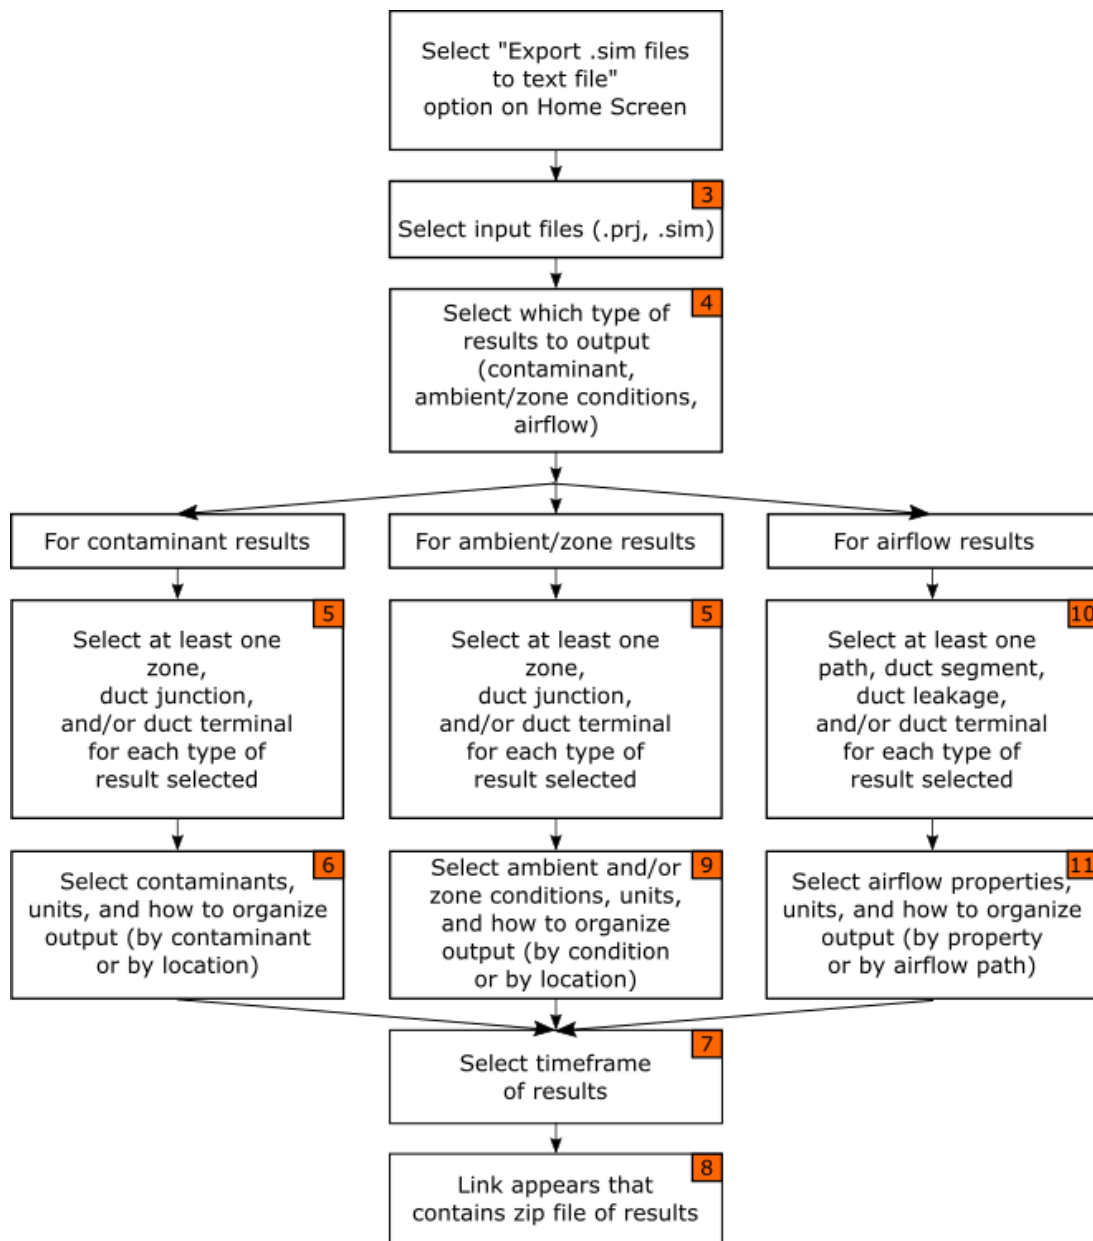 Select "Export .sim files
to text file"
option on Home Screen
3
Select input files (.prj, .sim)
4
Select which type of
results to output
(contaminant,
ambient/zone conditions,
airflow)
For contaminant results
For ambient/zone results
For airflow results
5
Select at least one
zone,
duct junction,
and/or duct terminal
for each type of
result selected
5
Select at least one
zone,
duct junction,
and/or duct terminal
for each type of
result selected
10
Select at least one
path, duct segment,
duct leakage,
and/or duct terminal
for each type of
result selected
6
Select contaminants,
units, and how to organize
output (by contaminant
or by location)
9
Select ambient and/or
zone conditions, units,
and how to organize
output (by condition
or by location)
11
Select airflow properties,
units, and how to organize
output (by property
or by airflow path)
7
Select timeframe
of results
8
Link appears that
contains zip file of results